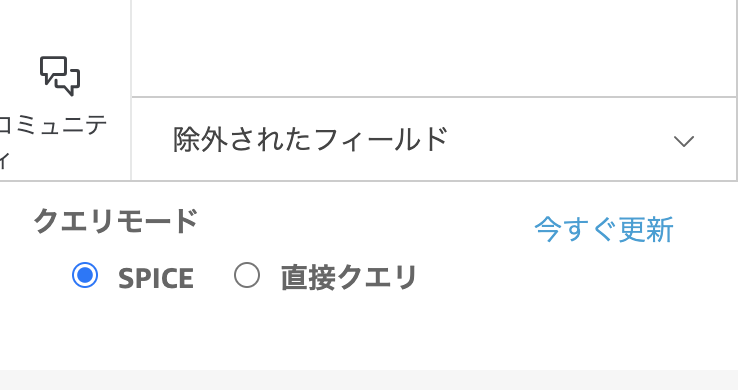 コミュニテ
ィ
除外されたフィールド
クエリモード
今すぐ更新
SPICE
直接クエリ